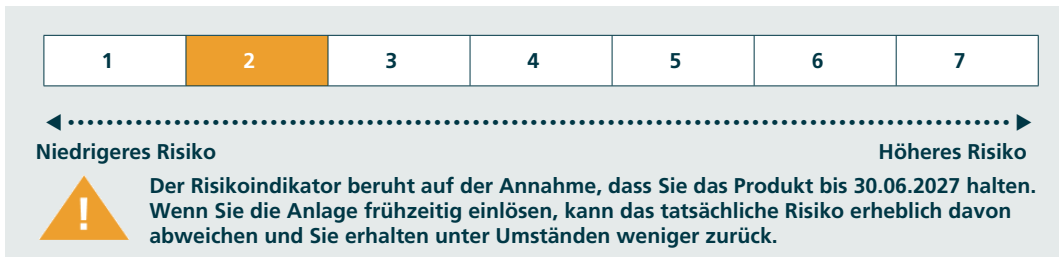 1 2 3 4 5 6 7
Niedrigeres Risiko Höheres Risiko
Der Risikoindikator beruht auf der Annahme, dass Sie das Produkt bis 30.06.2027 halten.
Wenn Sie die Anlage frühzeitig einlösen, kann das tatsächliche Risiko erheblich davon
abweichen und Sie erhalten unter Umständen weniger zurück.